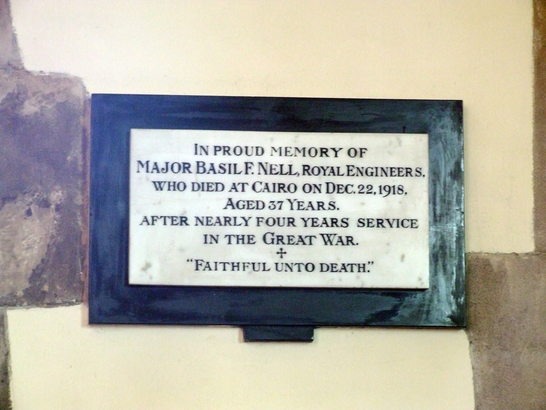 In proud memory of
Major Basil F. Nell, Royal Engineers.
who died at Cairo on Dec. 22, 1918.
Aged 37 Years.
after nearly four years service
in the Great War.
"Faithful unto death."